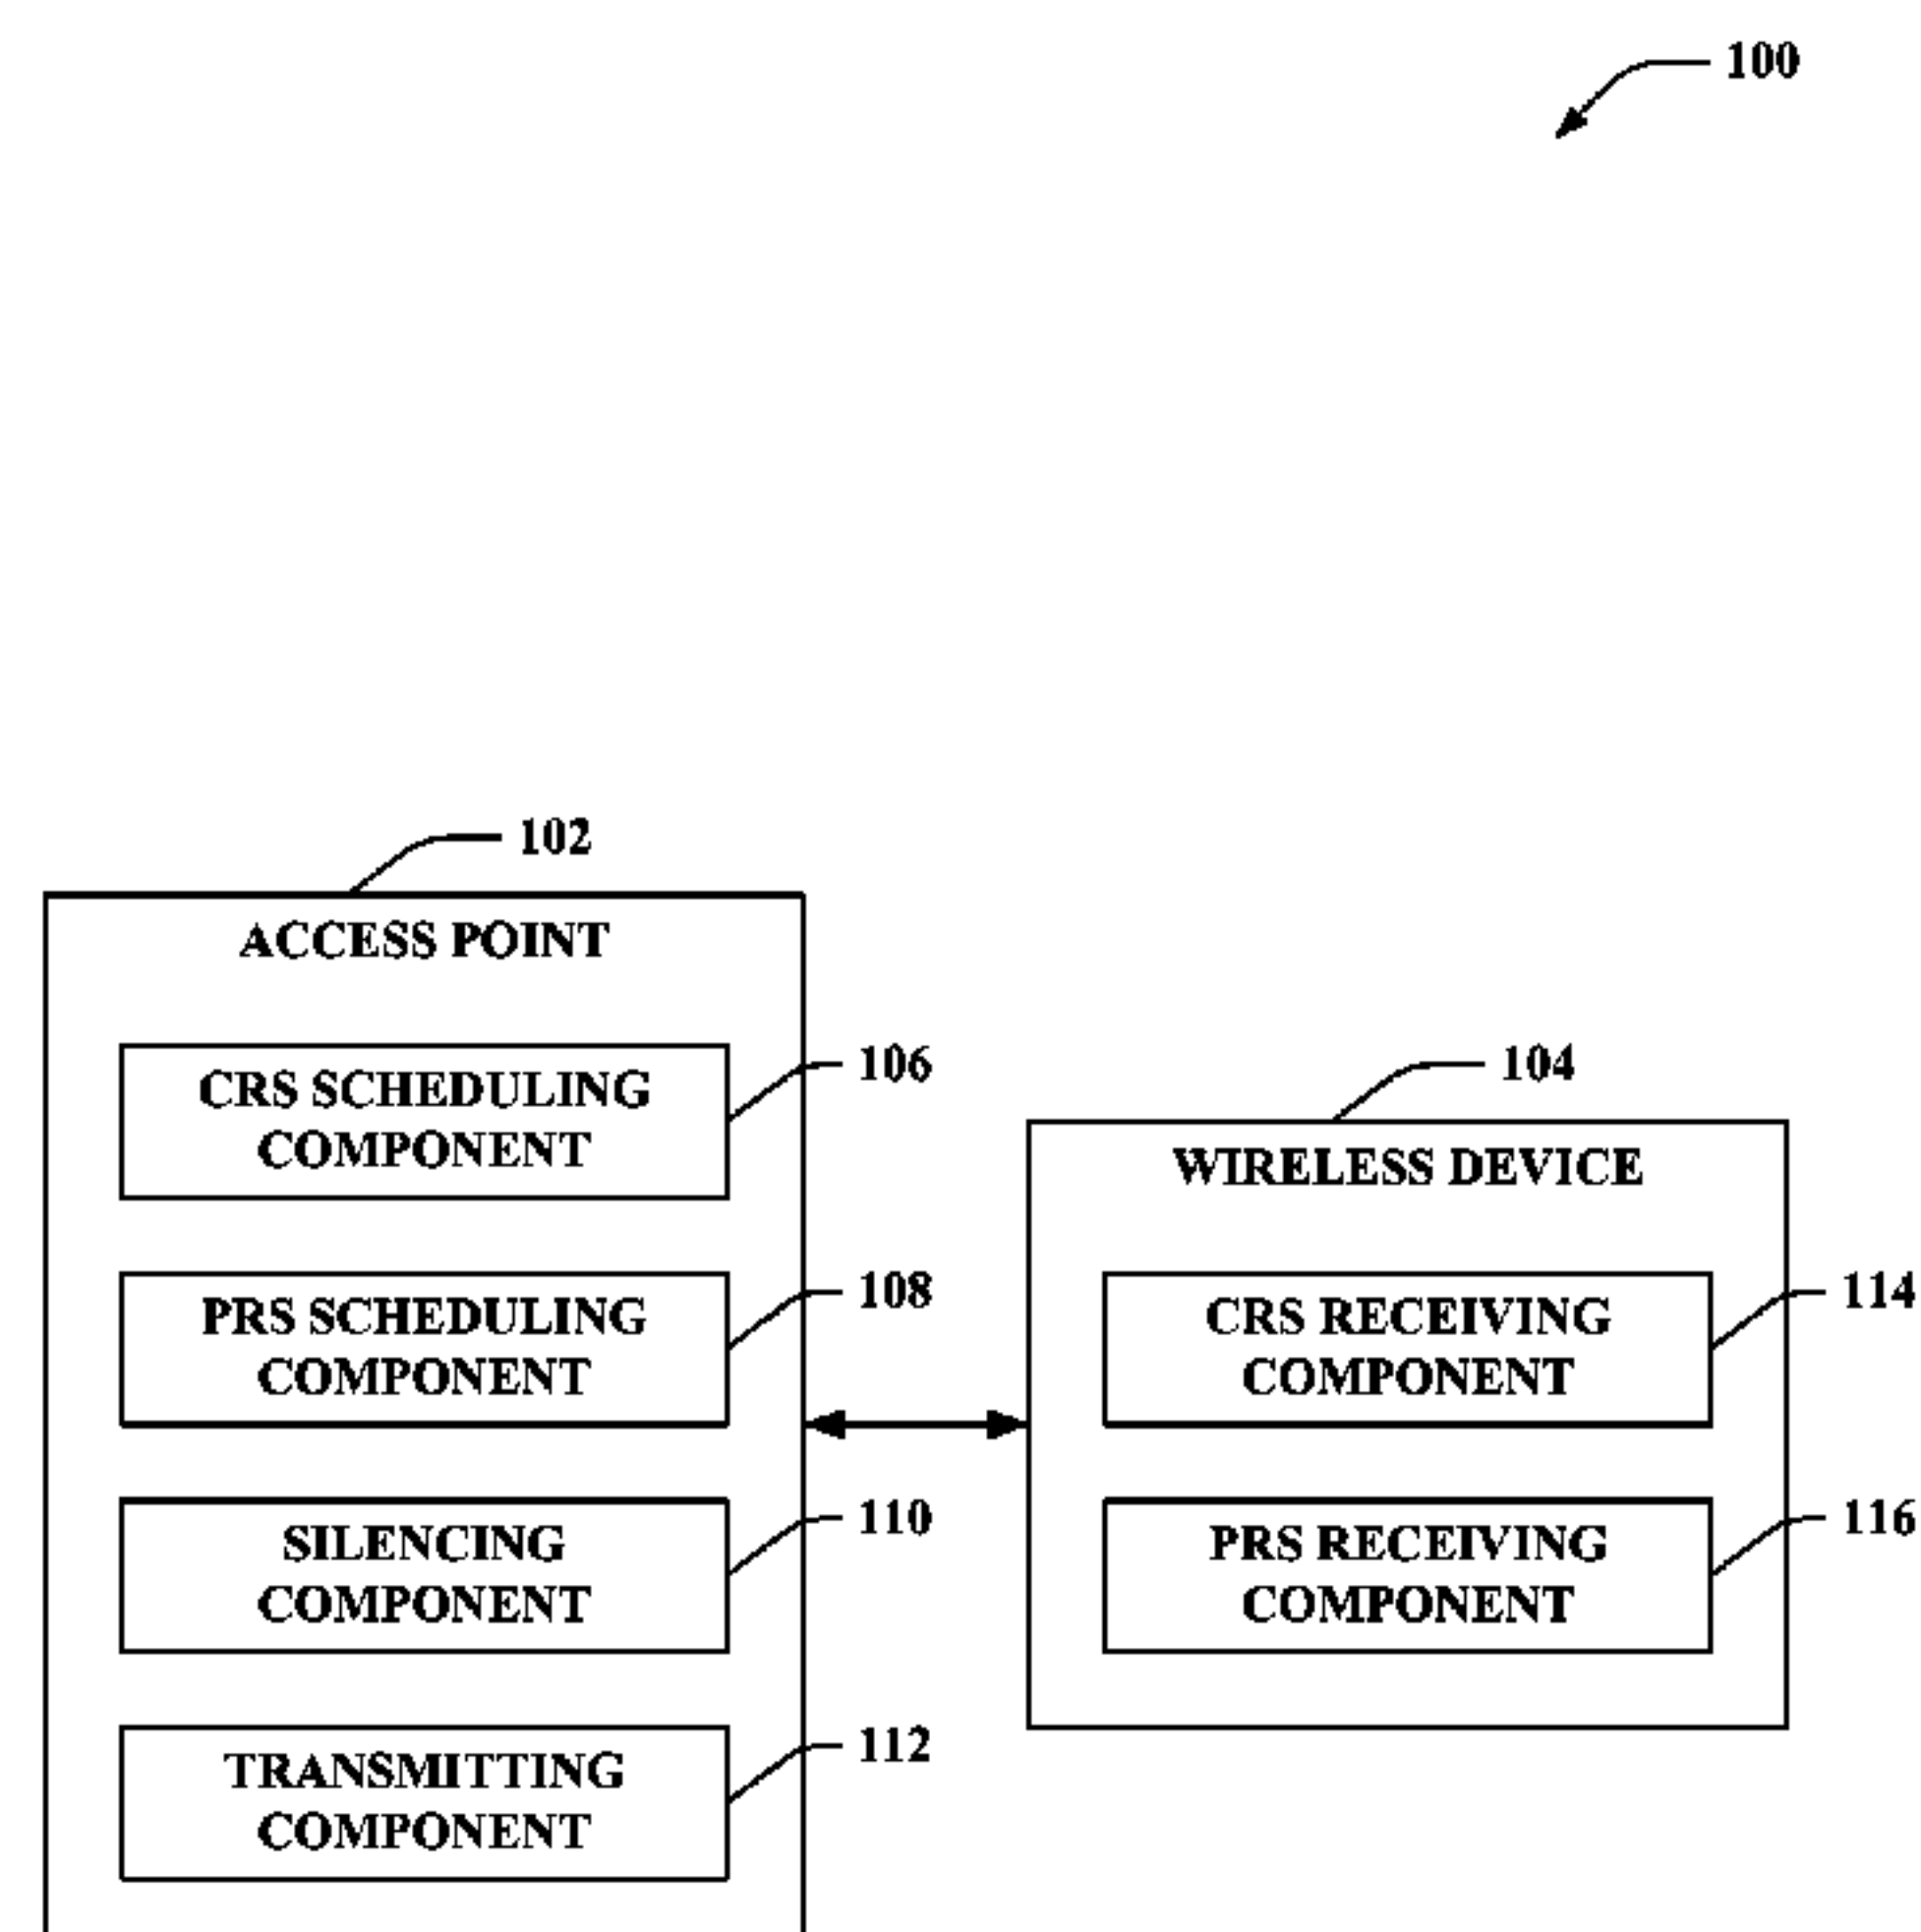 100
102
ACCESS POINT
CRS SCHEDULING
COMPONENT
106
PRS SCHEDULING
COMPONENT
108
SILENCING
COMPONENT
110
TRANSMITTING
COMPONENT
112
104
WIRELESS DEVICE
CRS RECEIVING
COMPONENT
114
PRS RECEIVING
COMPONENT
116